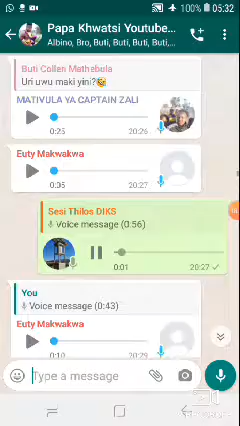 100% 05:32
Papa Khwatsi Youtube...
Albino, Bro, Buti, Buti, Buti, Buti,...
Buti Collen Mathebula
Uri uwu maki yini?
MATIVULA YA CAPTAIN ZALI
0:25 20:26
Euty Makwakwa
0:05 20:27
Sesi Thilos DIKS
Voice message (0:56)
0:01 20:27
You
Voice message (0:43)
Euty Makwakwa
0:10 20:29
Type a message